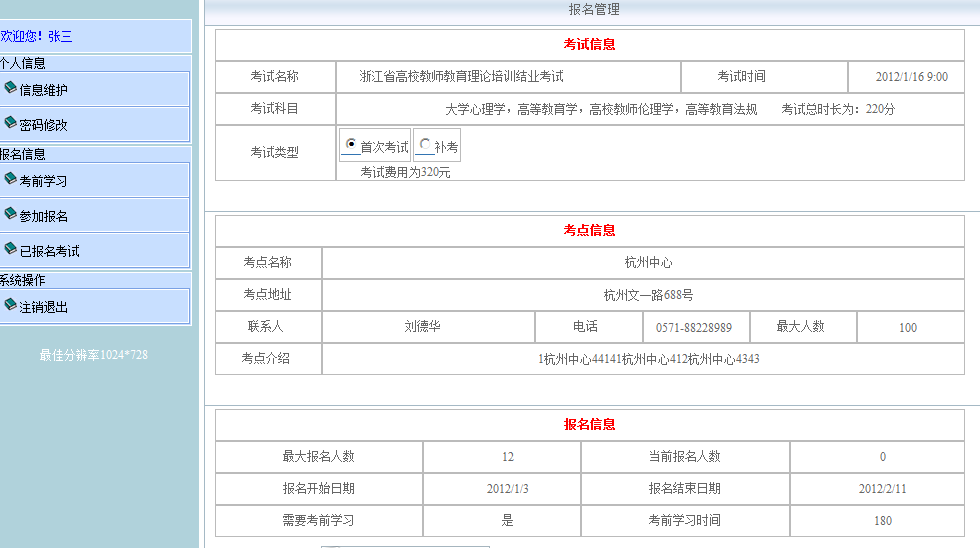 报名管理
欢迎您！张三
个人信息
信息维护
密码修改
报名信息
考前学习
参加报名
已报名考试
系统操作
注销退出
最佳分辨率1024*728
考试信息
考试名称 浙江省高校教师教育理论培训结业考试 考试时间 2012/1/16 9:00
考试科目 大学心理学，高等教育学，高校教师伦理学，高等教育法规 考试总时长为：220分
考试类型 首次考试 补考
考试费用为320元
考点信息
考点名称 杭州中心
考点地址 杭州文一路688号
联系人 刘德华 电话 0571-88228989 最大人数 100
考点介绍 1杭州中心44141杭州中心412杭州中心4343
报名信息
最大报名人数 12 当前报名人数 0
报名开始日期 2012/1/3 报名结束日期 2012/2/11
需要考前学习 是 考前学习时间 180